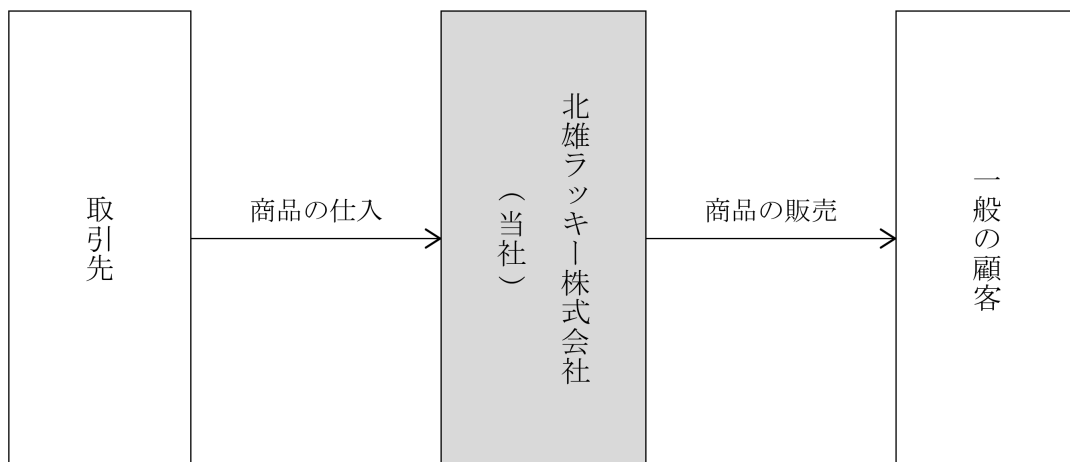 取引先
商品の仕入
北雄ラッキー株式会社
（当社）
商品の販売
一般の顧客